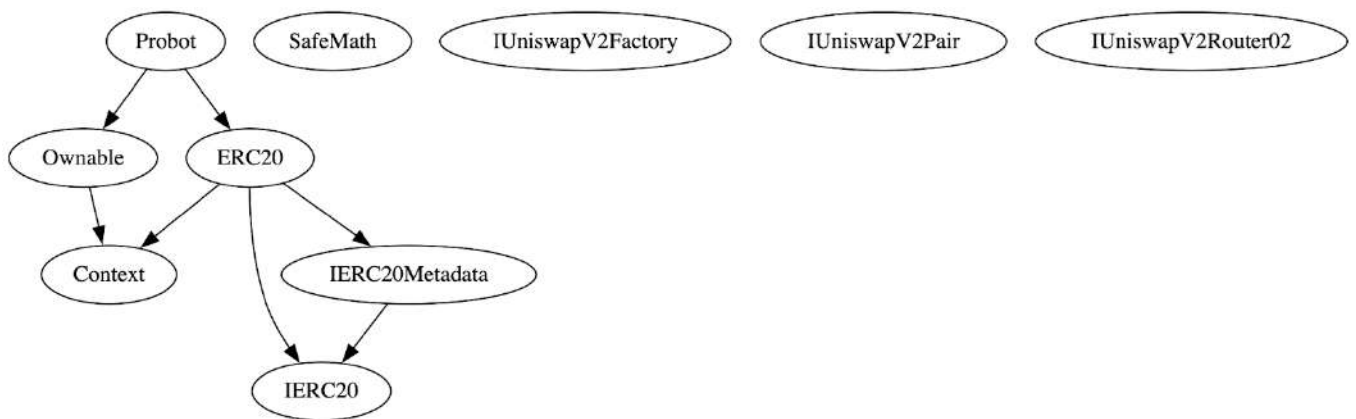 Probot
SafeMath
IUniswapV2Factory
IUniswapV2Pair
IUniswapV2Router02
Ownable
ERC20
Context
IERC20Metadata
IERC20